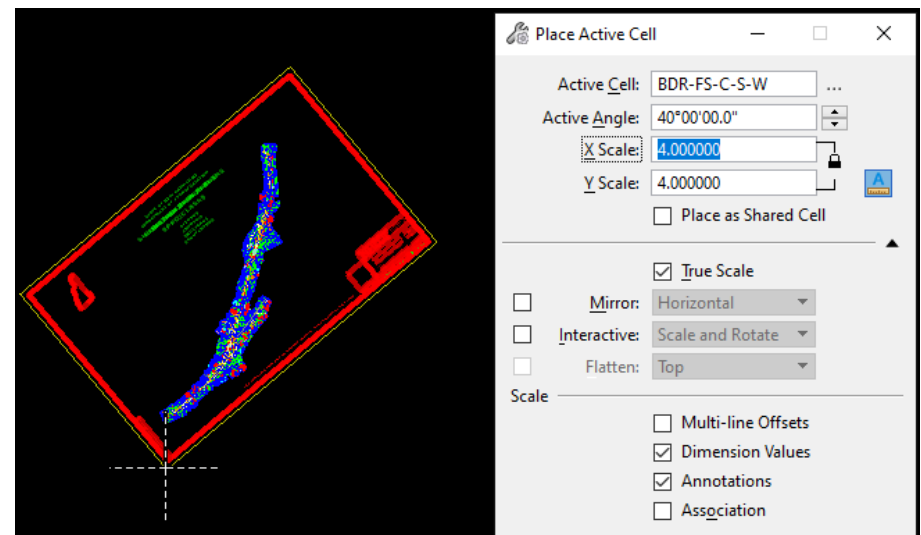 Place Active Cell
Active Cell: BDR-FS-C-S-W ...
Active Angle: 40°00'00.0"
X Scale: 4.000000
Y Scale: 4.000000
A
Place as Shared Cell
True Scale
Mirror: Horizontal
Interactive: Scale and Rotate
Flatten: Top
Scale
Multi-line Offsets
Dimension Values
Annotations
Association